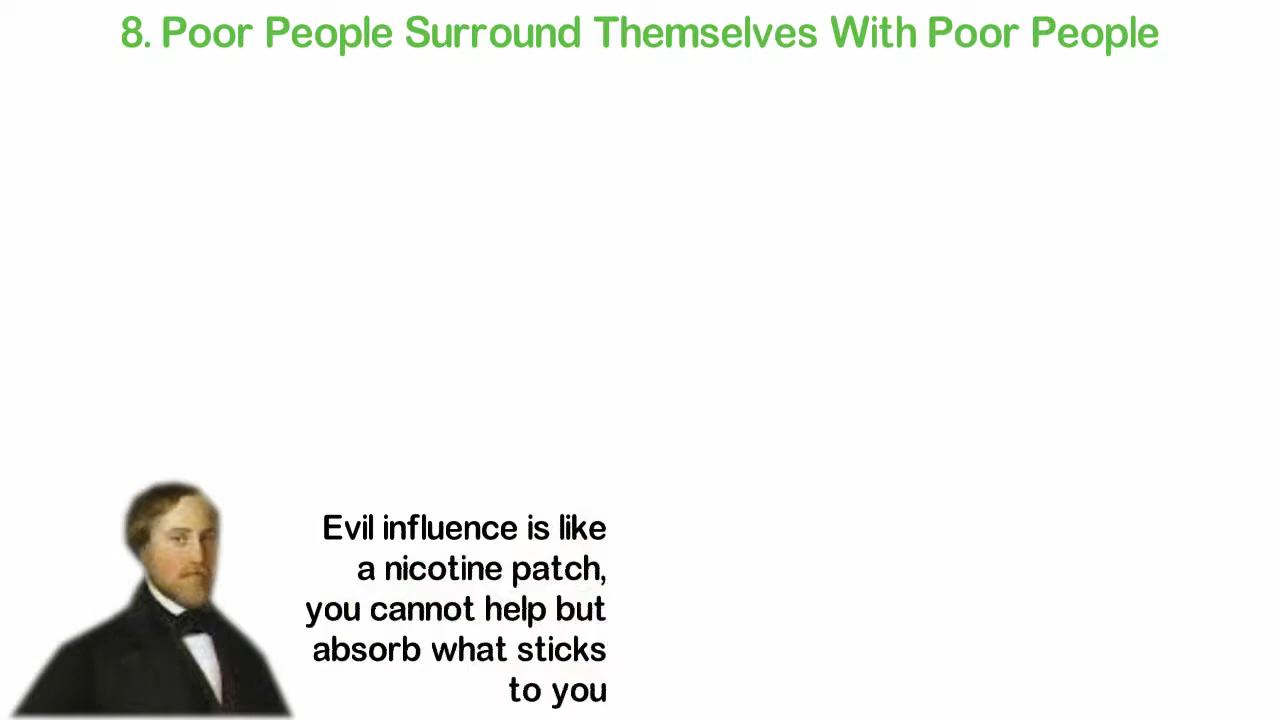 8. Poor People Surround Themselves With Poor People
Evil influence is like
a nicotine patch,
you cannot help but
absorb what sticks
to you